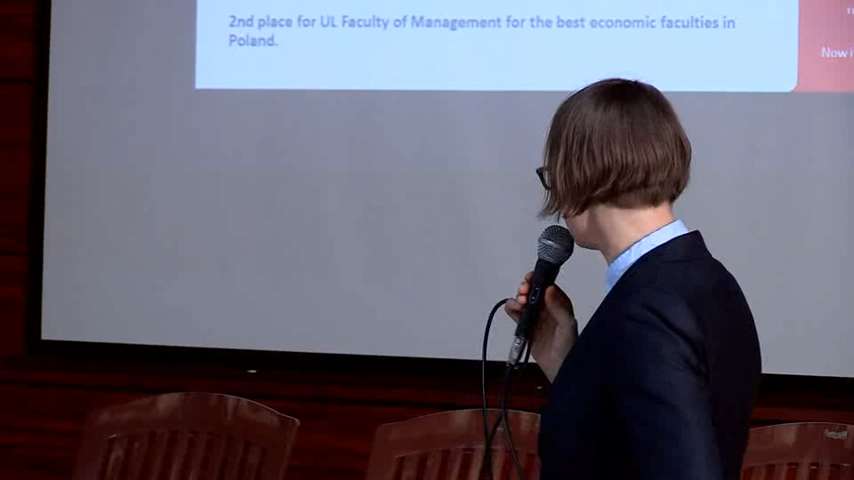 2nd place for UL Faculty of Management for the best economic faculties in
Poland.
Now i